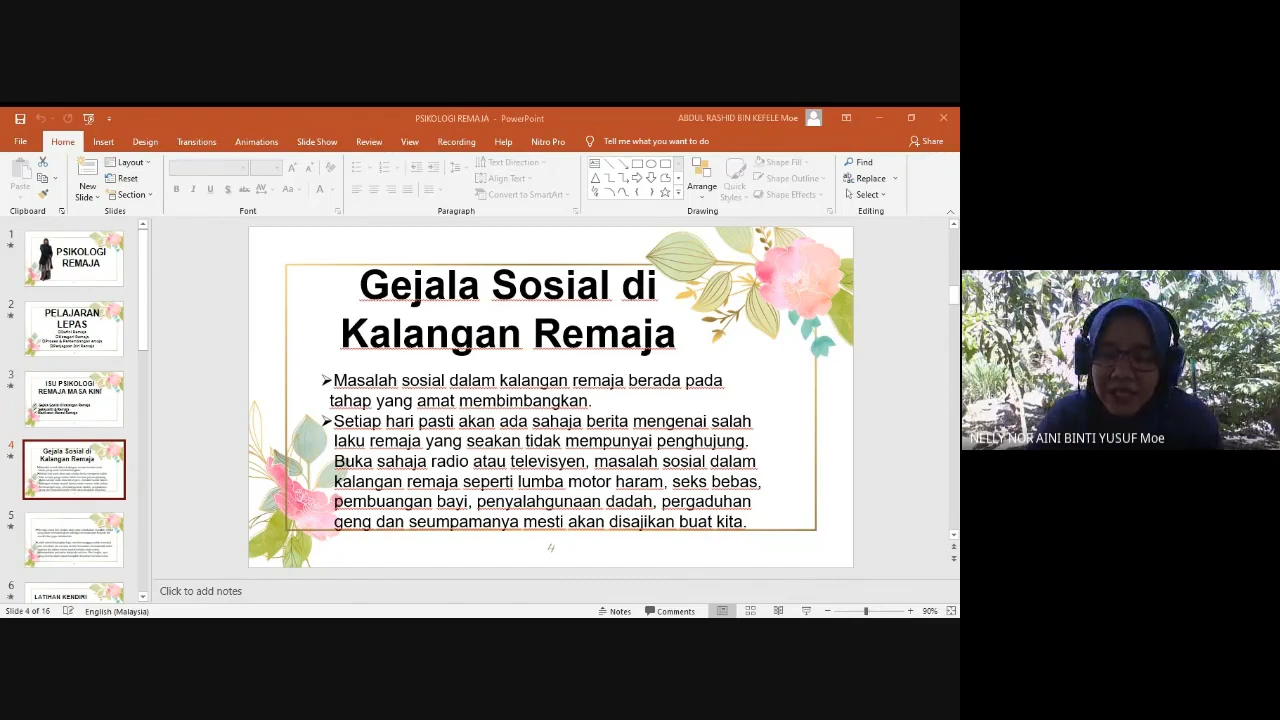 PSIKOLOGI REMAJA - PowerPoint
ABDUL RASHID BIN KEFELE Moe
File Home Insert Design Transitions Animations Slide Show Review View Recording Help Nitro Pro Tell me what you want to do Share
Paste
Clipboard
New
Slide
Layout
Reset
Section
Slides
B I U S abc AV Aa A
Font
Text Direction
Align Text
Convert to SmartArt
Paragraph
Arrange
Quick
Styles
Shape Fill
Shape Outline
Shape Effects
Drawing
Find
Replace
Select
Editing
1
PSIKOLOGI
REMAJA
2
PELAJARAN
LEPAS
3
ISU PSIKOLOGI
REMAJA MASA KINI
4
Gejala Sosial di
Kalangan Remaja
5
6
LATIHAN KENDIRI
Gejala Sosial di
Kalangan Remaja
➢Masalah sosial dalam kalangan remaja berada pada
tahap yang amat membimbangkan.
➢Setiap hari pasti akan ada sahaja berita mengenai salah
laku remaja yang seakan tidak mempunyai penghujung.
Buka sahaja radio atau televisyen, masalah sosial dalam
kalangan remaja seperti lumba motor haram, seks bebas,
pembuangan bayi, penyalahgunaan dadah, pergaduhan
geng dan seumpamanya mesti akan disajikan buat kita.
4
Click to add notes
Slide 4 of 16 English (Malaysia) Notes Comments 90%
NELLY NOR AINI BINTI YUSUF Moe